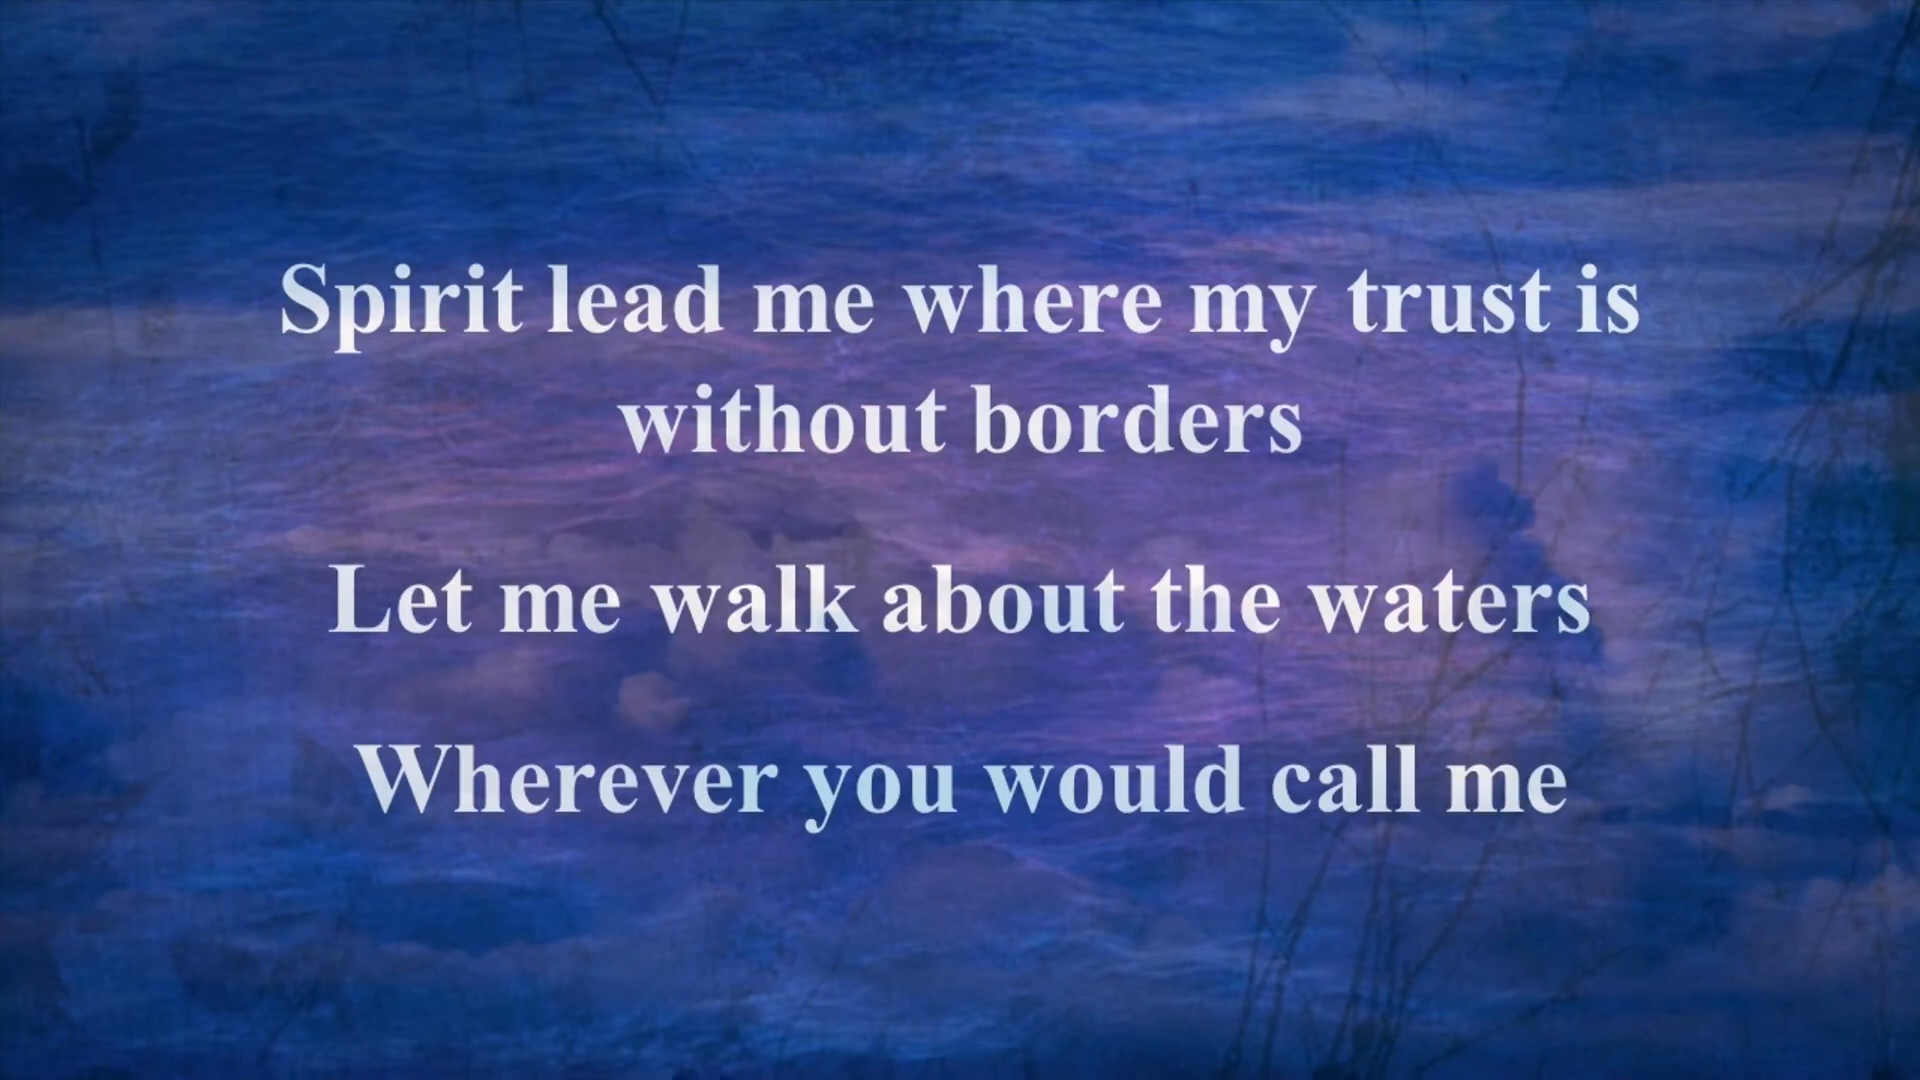 Spirit lead me where my trust is
without borders
Let me walk about the waters
Wherever you would call me